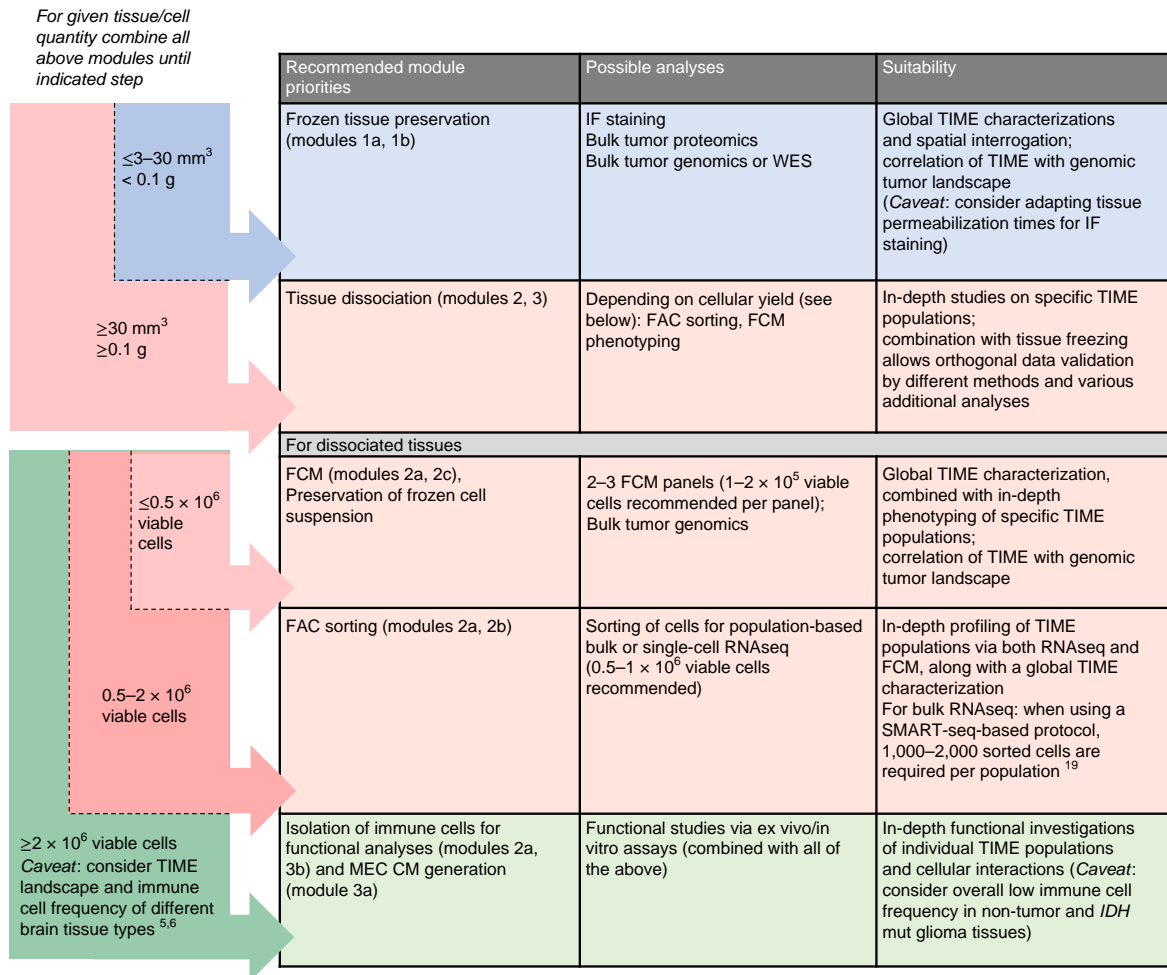 For given tissue/cell
quantity combine all
above modules until
indicated step
Recommended module
priorities
Possible analyses
Suitability
≤3–30 mm³
< 0.1 g
Frozen tissue preservation
(modules 1a, 1b)
IF staining
Bulk tumor proteomics
Bulk tumor genomics or WES
Global TIME characterizations
and spatial interrogation;
correlation of TIME with genomic
tumor landscape
(Caveat: consider adapting tissue
permeabilization times for IF
staining)
≥30 mm³
≥0.1 g
Tissue dissociation (modules 2, 3)
Depending on cellular yield (see
below): FAC sorting, FCM
phenotyping
In-depth studies on specific TIME
populations;
combination with tissue freezing
allows orthogonal data validation
by different methods and various
additional analyses
For dissociated tissues
≤0.5 × 10⁶
viable
cells
FCM (modules 2a, 2c),
Preservation of frozen cell
suspension
2–3 FCM panels (1–2 × 10⁵ viable
cells recommended per panel);
Bulk tumor genomics
Global TIME characterization,
combined with in-depth
phenotyping of specific TIME
populations;
correlation of TIME with genomic
tumor landscape
0.5–2 × 10⁶
viable cells
FAC sorting (modules 2a, 2b)
Sorting of cells for population-based
bulk or single-cell RNAseq
(0.5–1 × 10⁶ viable cells
recommended)
In-depth profiling of TIME
populations via both RNAseq and
FCM, along with a global TIME
characterization
For bulk RNAseq: when using a
SMART-seq-based protocol,
1,000–2,000 sorted cells are
required per population ¹⁹
≥2 × 10⁶ viable cells
Caveat: consider TIME
landscape and immune
cell frequency of different
brain tissue types ⁵,⁶
Isolation of immune cells for
functional analyses (modules 2a,
3b) and MEC CM generation
(module 3a)
Functional studies via ex vivo/in
vitro assays (combined with all of
the above)
In-depth functional investigations
of individual TIME populations
and cellular interactions (Caveat:
consider overall low immune cell
frequency in non-tumor and IDH
mut glioma tissues)